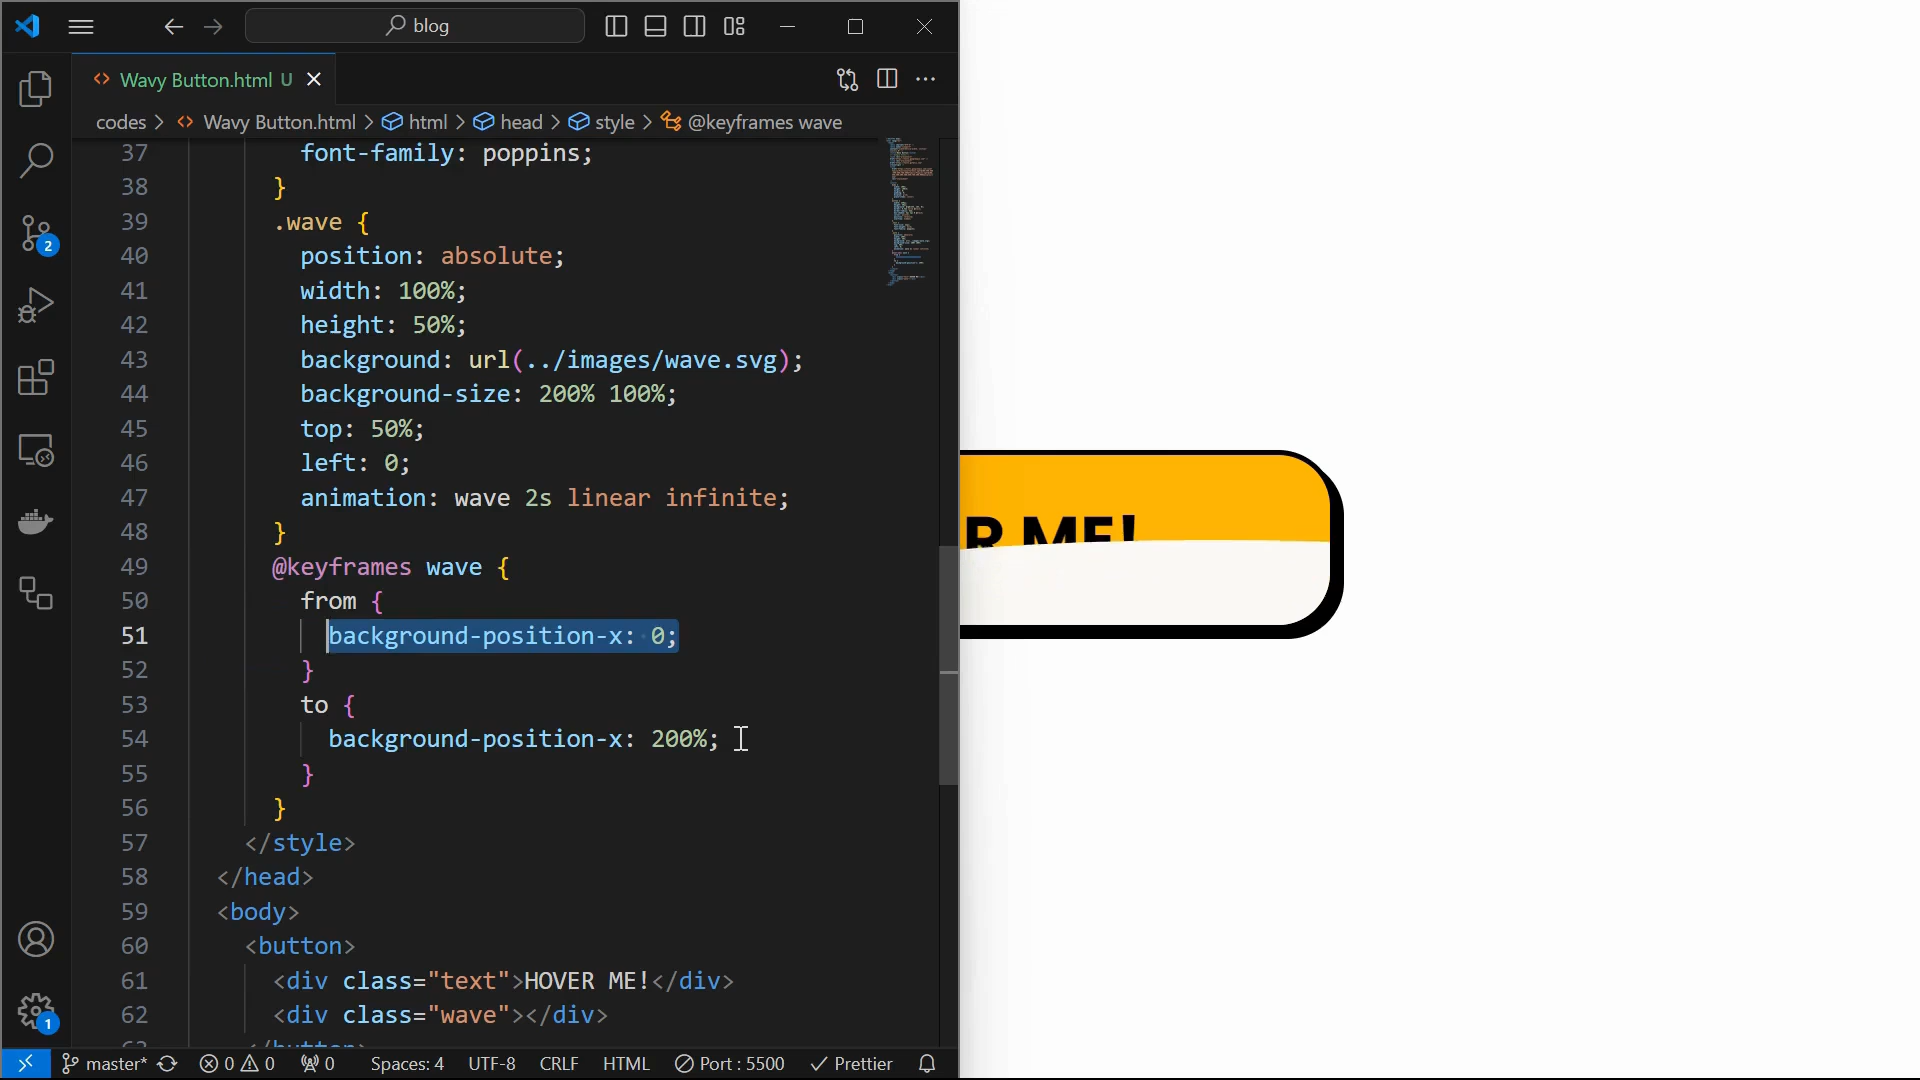 blog
Wavy Button.html U
codes > Wavy Button.html > html > head > style > @keyframes wave
37 font-family: poppins;
38 }
39 .wave {
40 position: absolute;
41 width: 100%;
42 height: 50%;
43 background: url(../images/wave.svg);
44 background-size: 200% 100%;
45 top: 50%;
46 left: 0;
47 animation: wave 2s linear infinite;
48 }
49 @keyframes wave {
50 from {
51 background-position-x: 0;
52 }
53 to {
54 background-position-x: 200%;
55 }
56 }
57 </style>
58 </head>
59 <body>
60 <button>
61 <div class="text">HOVER ME!</div>
62 <div class="wave"></div>
R ME!
2
1
master* 0 0 0 Spaces: 4 UTF-8 CRLF HTML Port : 5500 Prettier